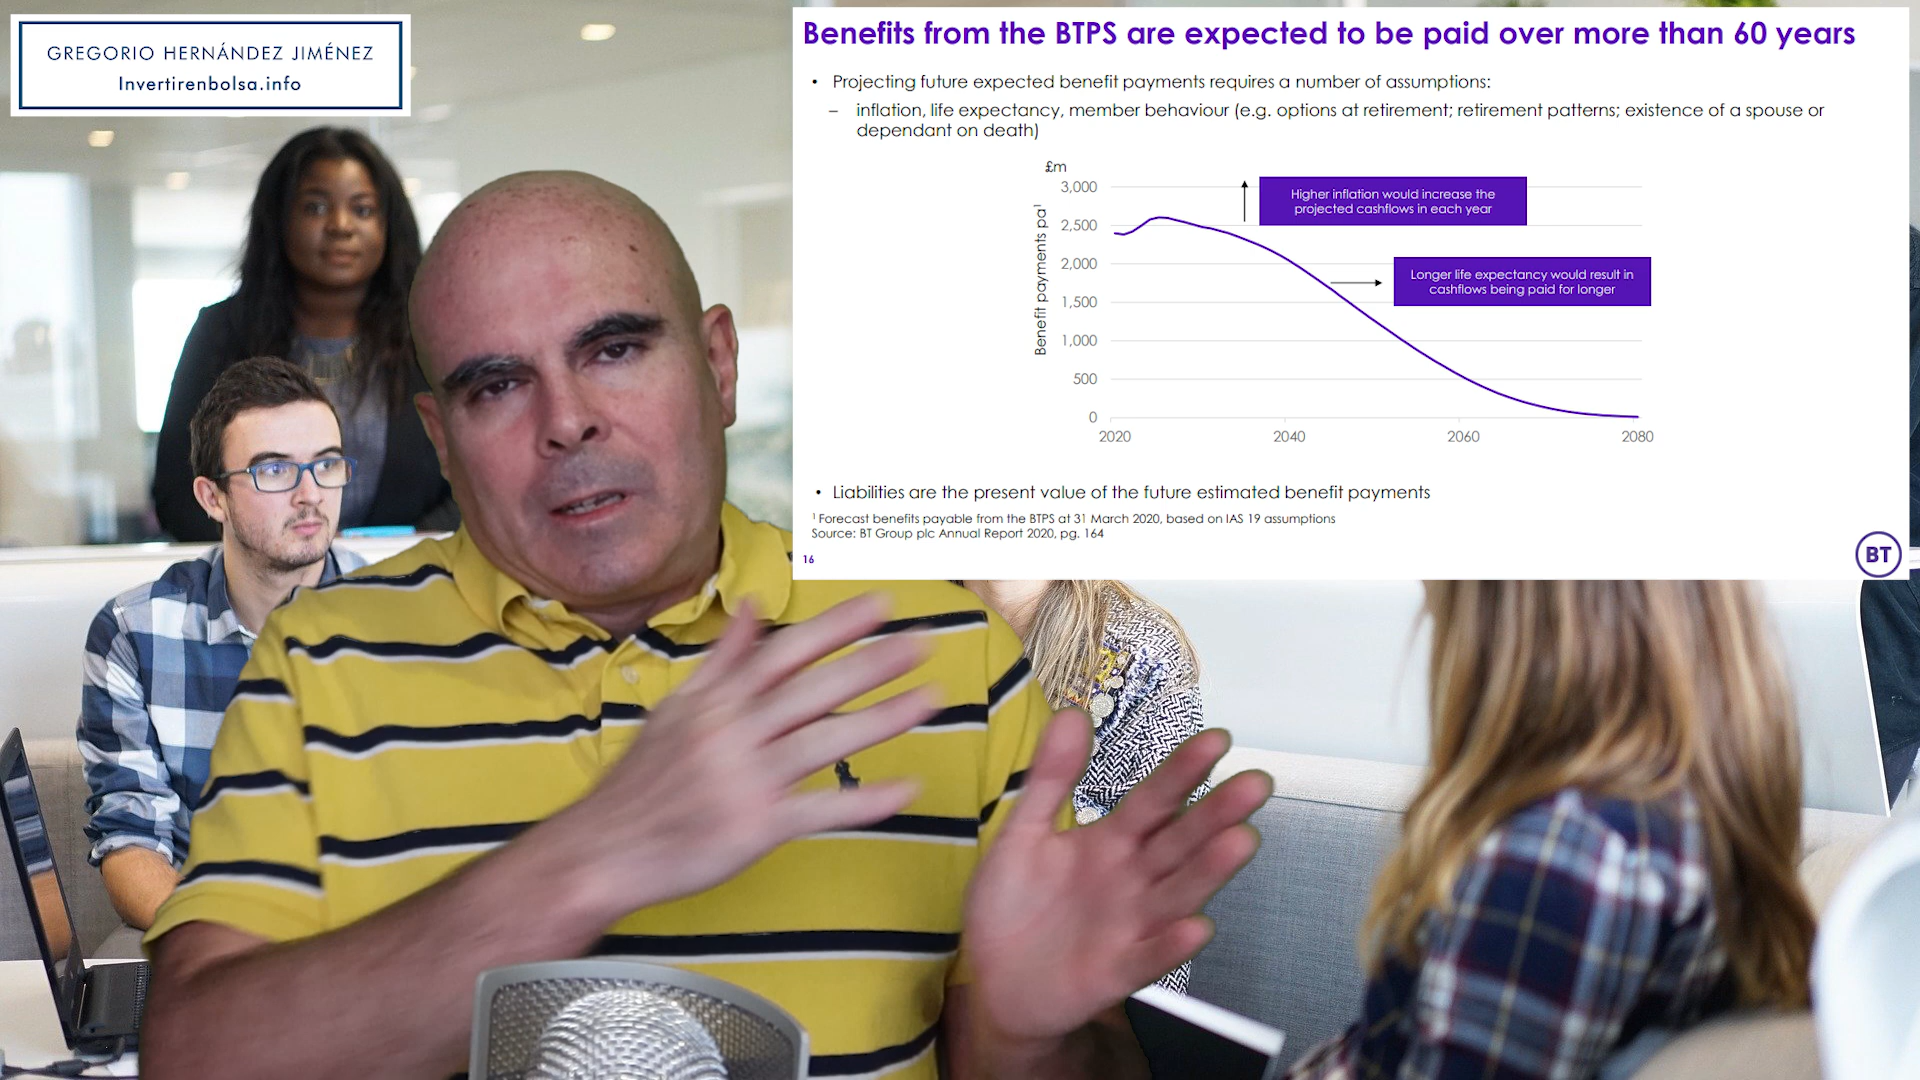 GREGORIO HERNÁNDEZ JIMÉNEZ
Invertirenbolsa.info
Benefits from the BTPS are expected to be paid over more than 60 years
• Projecting future expected benefit payments requires a number of assumptions:
– inflation, life expectancy, member behaviour (e.g. options at retirement; retirement patterns; existence of a spouse or
dependant on death)
£m
Benefit payments pa¹
3,000
2,500
2,000
1,500
1,000
500
0
2020
2040
2060
2080
Higher inflation would increase the
projected cashflows in each year
Longer life expectancy would result in
cashflows being paid for longer
• Liabilities are the present value of the future estimated benefit payments
¹ Forecast benefits payable from the BTPS at 31 March 2020, based on IAS 19 assumptions
Source: BT Group plc Annual Report 2020, pg. 164
16
BT